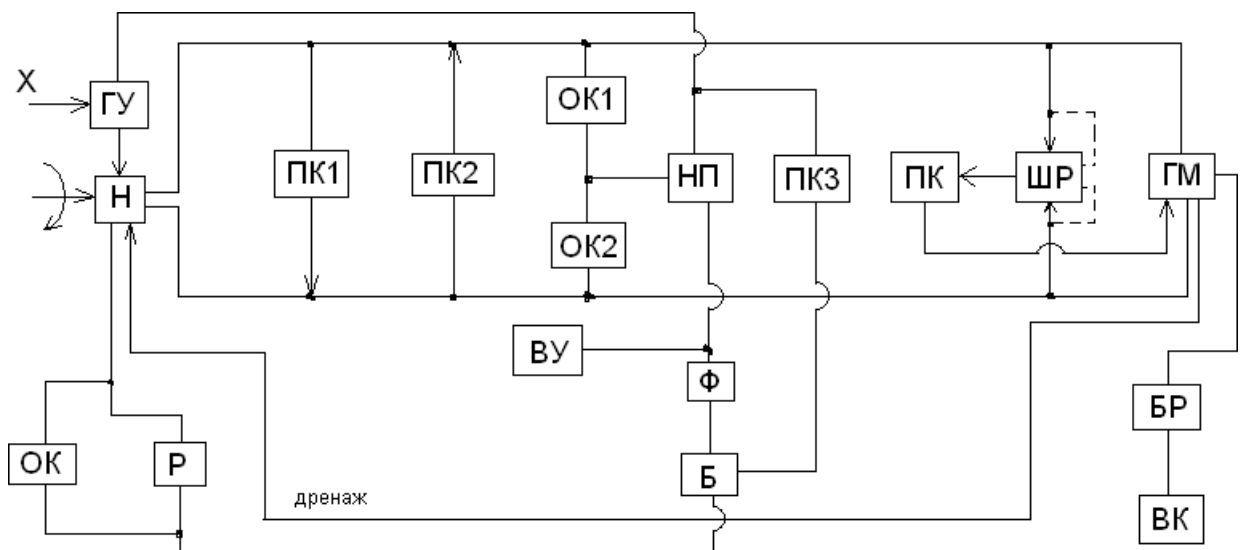 X
ГУ
ОК1
Н
ПК1
ПК2
НП
ПК3
ПК
ШР
ГМ
ОК2
ВУ
Ф
БР
ОК
Р
Б
дренаж
ВК